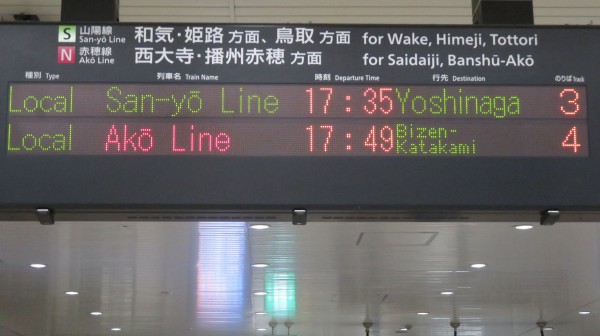 S 山陽線 San-yō Line 和気・姫路 方面、鳥取 方面 for Wake, Himeji, Tottori
N 赤穂線 Akō Line 西大寺・播州赤穂 方面 for Saidaiji, Banshū-Akō
種別 Type 列車名 Train Name 時刻 Departure Time 行先 Destination のりば Track
Local San-yō Line 17:35 Yoshinaga 3
Local Akō Line 17:49 Bizen-Katakami 4